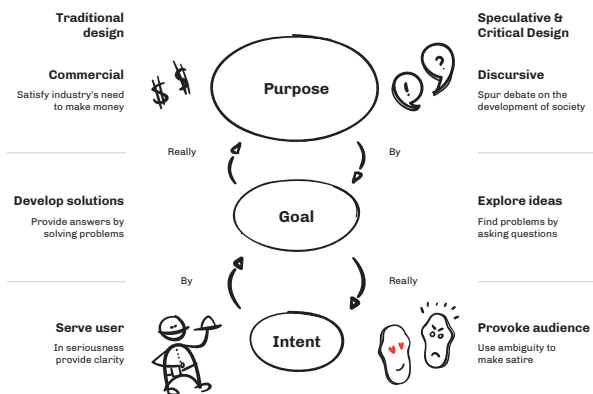 Traditional
design
Speculative &
Critical Design
Commercial
Satisfy industry's need
to make money
$ $
Purpose
! ?
Discursive
Spur debate on the
development of society
Really
By
Develop solutions
Provide answers by
solving problems
Goal
Explore ideas
Find problems by
asking questions
By
Really
Serve user
In seriousness
provide clarity
Intent
Provoke audience
Use ambiguity to
make satire